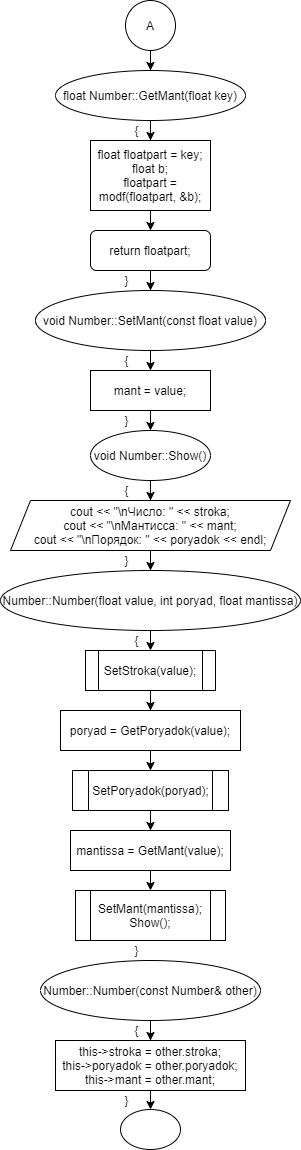 A
float Number::GetMant(float key)
{
float floatpart = key;
float b;
floatpart =
modf(floatpart, &b);
return floatpart;
}
void Number::SetMant(const float value)
{
mant = value;
}
void Number::Show()
{
cout << "\nЧисло: " << stroka;
cout << "\nМантисса: " << mant;
cout << "\nПорядок: " << poryadok << endl;
}
Number::Number(float value, int poryad, float mantissa)
{
SetStroka(value);
poryad = GetPoryadok(value);
SetPoryadok(poryad);
mantissa = GetMant(value);
SetMant(mantissa);
Show();
}
Number::Number(const Number& other)
{
this->stroka = other.stroka;
this->poryadok = other.poryadok;
this->mant = other.mant;
}